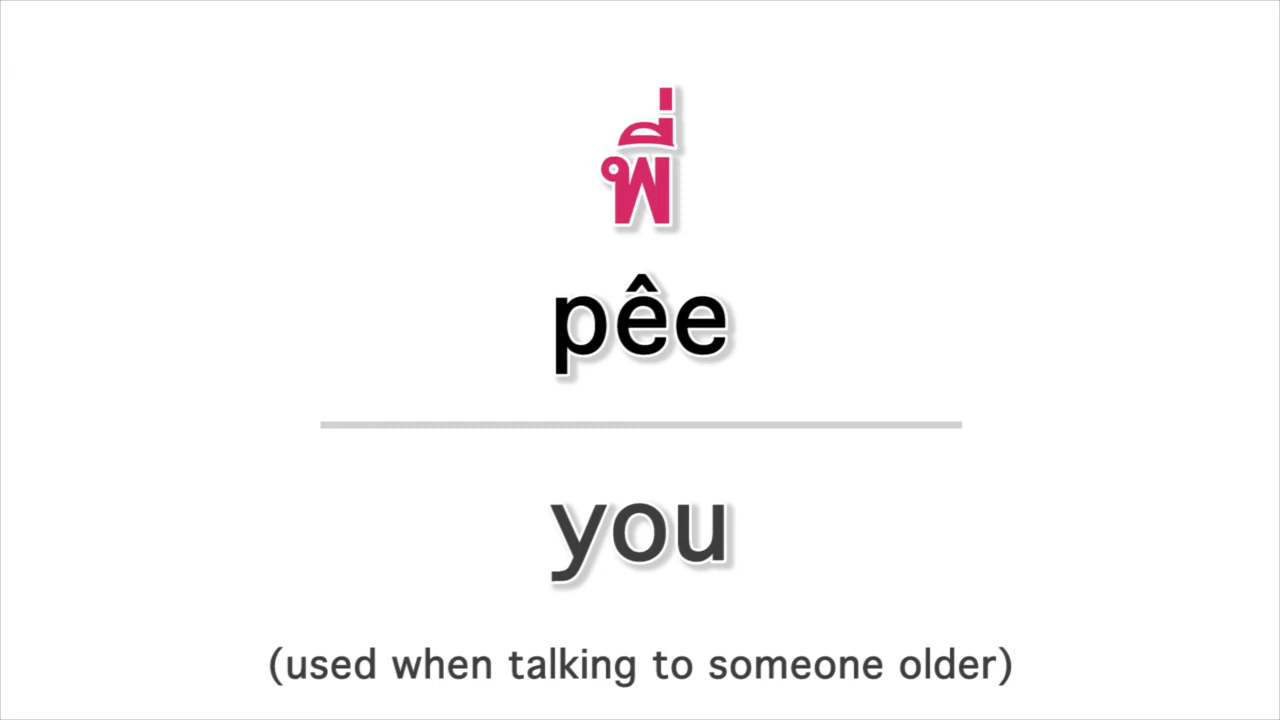 พี่
pêe
you
(used when talking to someone older)